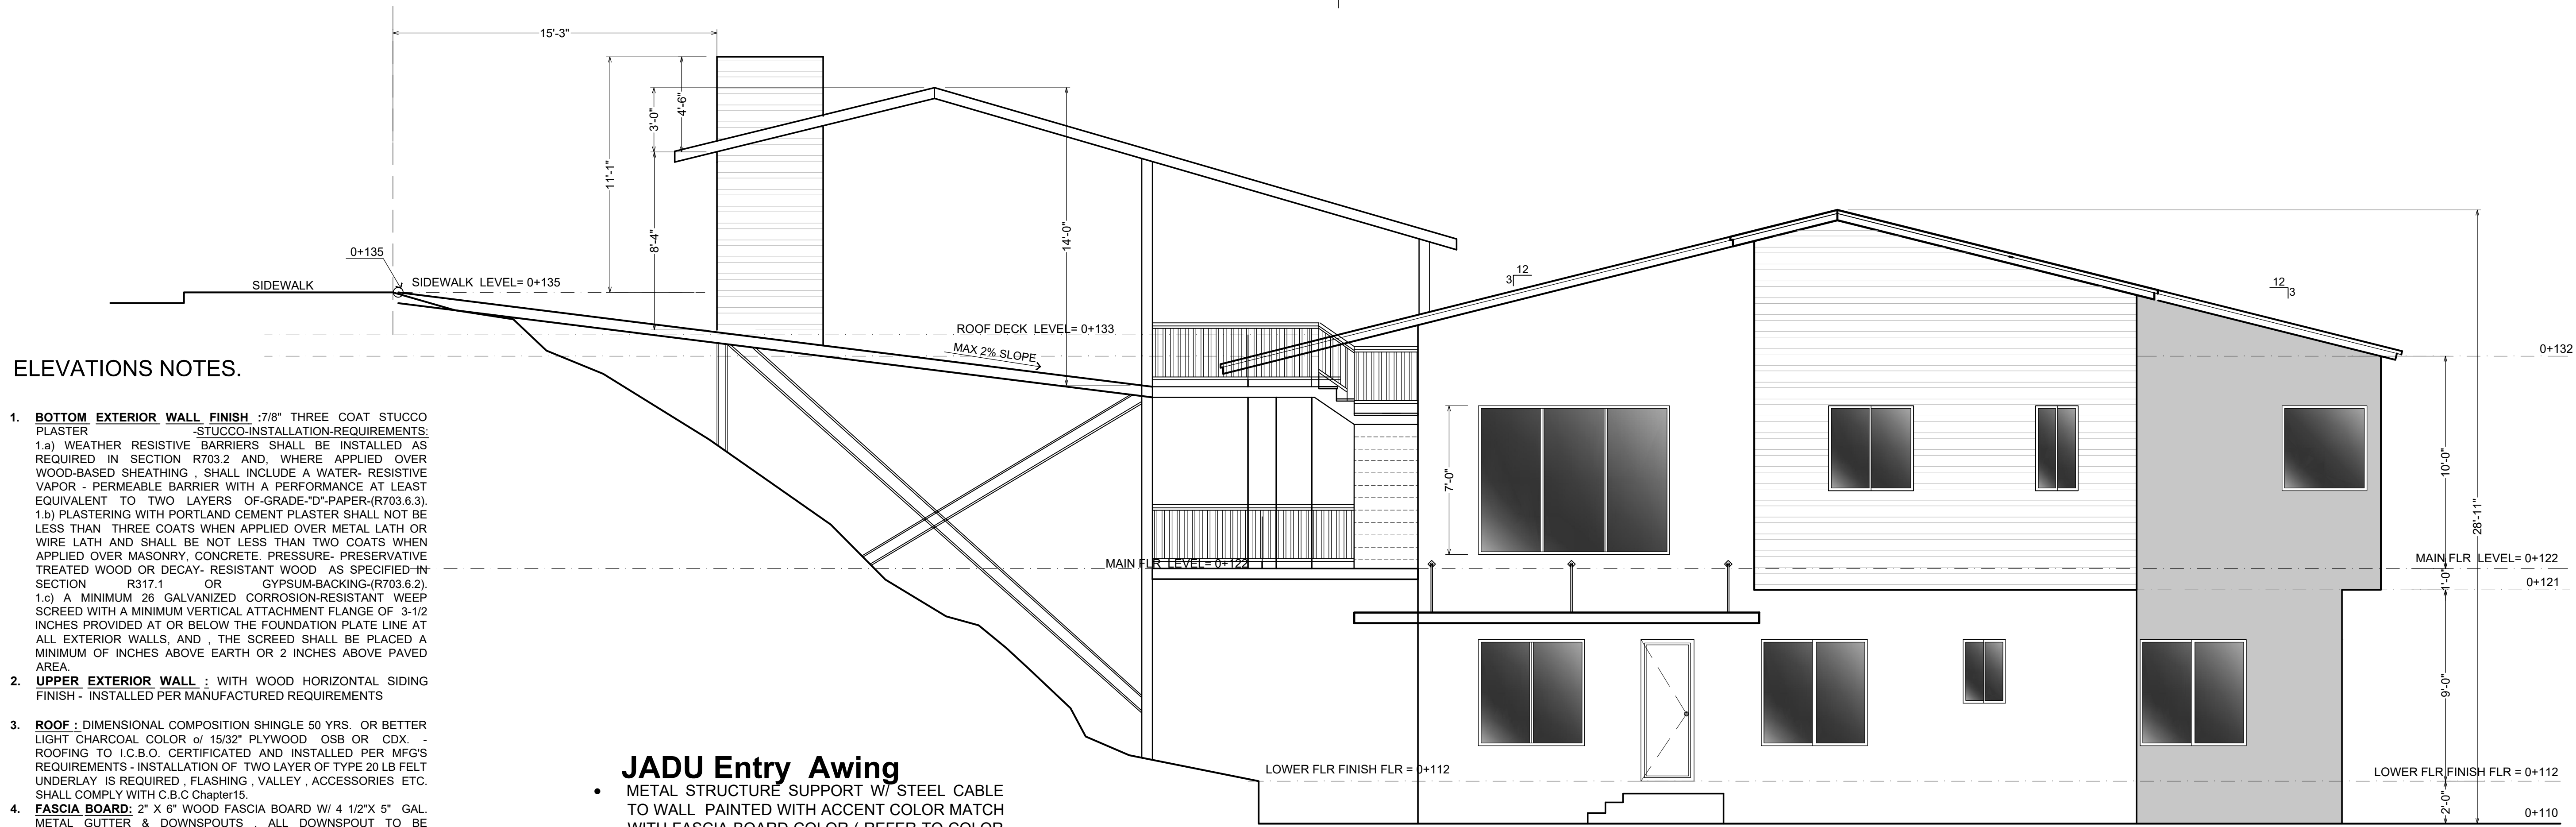 15'-3"
3'-0"
4'-6"
11'-1"
8'-4"
14'-0"
0+135
SIDEWALK
SIDEWALK LEVEL= 0+135
ROOF DECK LEVEL= 0+133
MAX 2% SLOPE
12
3
12
3
0+132
7'-0"
10'-0"
28'-11"
MAIN FLR LEVEL= 0+122
MAIN FLR LEVEL= 0+122
1'-0"
0+121
9'-0"
LOWER FLR FINISH FLR = 0+112
LOWER FLR FINISH FLR = 0+112
2'-0"
0+110
ELEVATIONS NOTES.
1. BOTTOM EXTERIOR WALL FINISH :7/8" THREE COAT STUCCO
PLASTER -STUCCO-INSTALLATION-REQUIREMENTS:
1.a) WEATHER RESISTIVE BARRIERS SHALL BE INSTALLED AS
REQUIRED IN SECTION R703.2 AND, WHERE APPLIED OVER
WOOD-BASED SHEATHING , SHALL INCLUDE A WATER- RESISTIVE
VAPOR - PERMEABLE BARRIER WITH A PERFORMANCE AT LEAST
EQUIVALENT TO TWO LAYERS OF-GRADE-"D"-PAPER-(R703.6.3).
1.b) PLASTERING WITH PORTLAND CEMENT PLASTER SHALL NOT BE
LESS THAN THREE COATS WHEN APPLIED OVER METAL LATH OR
WIRE LATH AND SHALL BE NOT LESS THAN TWO COATS WHEN
APPLIED OVER MASONRY, CONCRETE. PRESSURE- PRESERVATIVE
TREATED WOOD OR DECAY- RESISTANT WOOD AS SPECIFIED IN
SECTION R317.1 OR GYPSUM-BACKING-(R703.6.2).
1.c) A MINIMUM 26 GALVANIZED CORROSION-RESISTANT WEEP
SCREED WITH A MINIMUM VERTICAL ATTACHMENT FLANGE OF 3-1/2
INCHES PROVIDED AT OR BELOW THE FOUNDATION PLATE LINE AT
ALL EXTERIOR WALLS, AND , THE SCREED SHALL BE PLACED A
MINIMUM OF INCHES ABOVE EARTH OR 2 INCHES ABOVE PAVED
AREA.
2. UPPER EXTERIOR WALL : WITH WOOD HORIZONTAL SIDING
FINISH - INSTALLED PER MANUFACTURED REQUIREMENTS
3. ROOF : DIMENSIONAL COMPOSITION SHINGLE 50 YRS. OR BETTER
LIGHT CHARCOAL COLOR o/ 15/32" PLYWOOD OSB OR CDX. -
ROOFING TO I.C.B.O. CERTIFICATED AND INSTALLED PER MFG'S
REQUIREMENTS - INSTALLATION OF TWO LAYER OF TYPE 20 LB FELT
UNDERLAY IS REQUIRED , FLASHING , VALLEY , ACCESSORIES ETC.
SHALL COMPLY WITH C.B.C Chapter15.
4. FASCIA BOARD: 2" X 6" WOOD FASCIA BOARD W/ 4 1/2"X 5" GAL.
METAL GUTTER & DOWNSPOUTS . ALL DOWNSPOUT TO BE
JADU Entry Awing
• METAL STRUCTURE SUPPORT W/ STEEL CABLE
TO WALL PAINTED WITH ACCENT COLOR MATCH
WITH FASCIA BOARD COLOR ( REFER TO COLOR